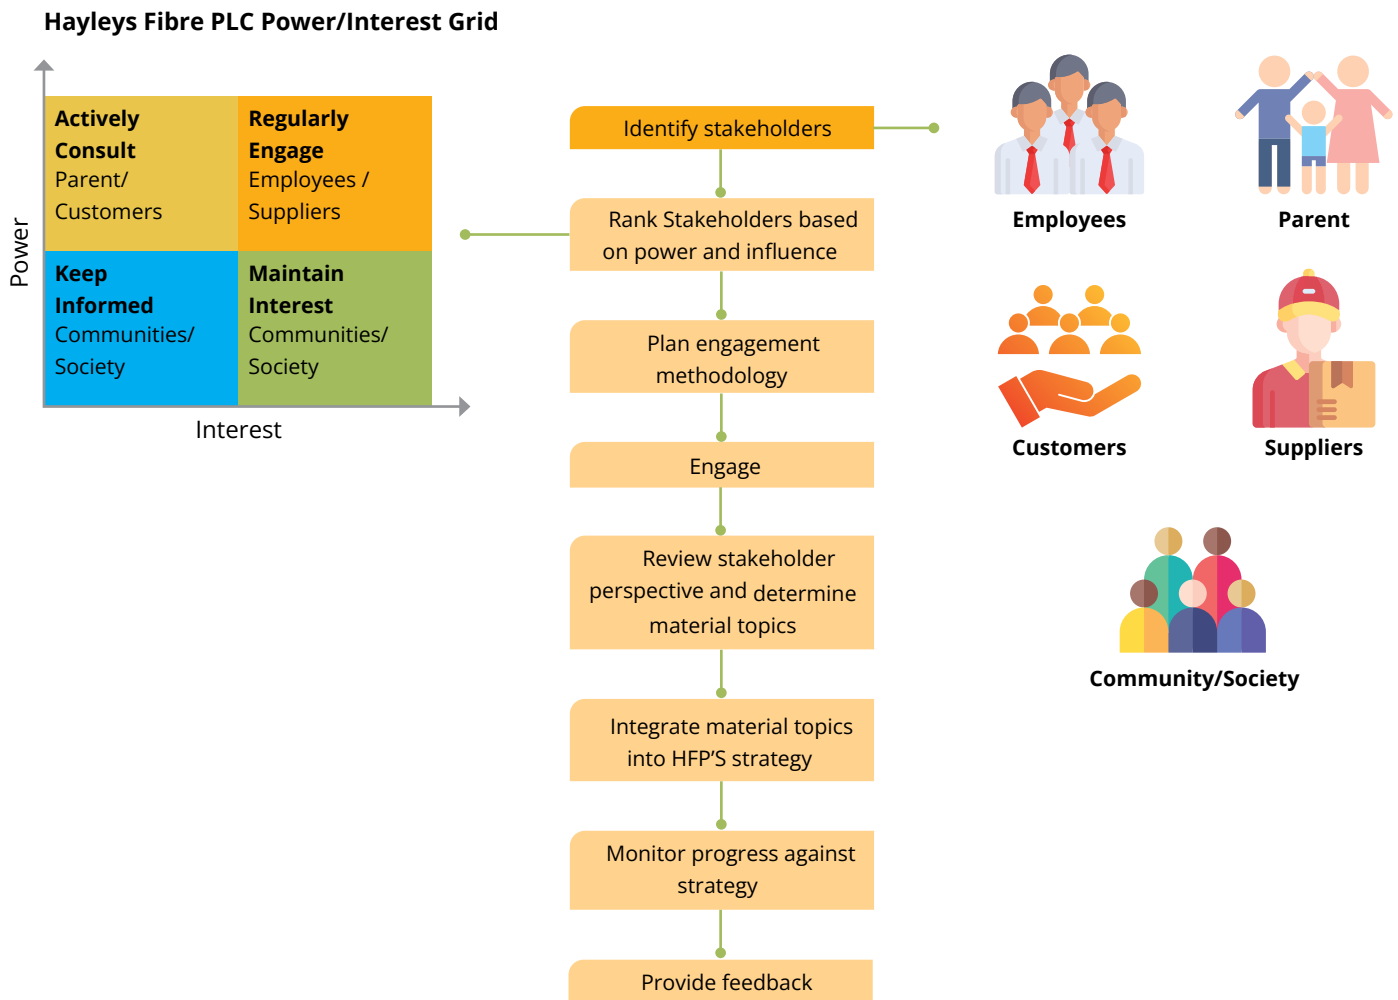 Hayleys Fibre PLC Power/Interest Grid
Power
Actively
Consult
Parent/
Customers
Regularly
Engage
Employees /
Suppliers
Keep
Informed
Communities/
Society
Maintain
Interest
Communities/
Society
Interest
Identify stakeholders
Rank Stakeholders based
on power and influence
Plan engagement
methodology
Engage
Review stakeholder
perspective and determine
material topics
Integrate material topics
into HFP’S strategy
Monitor progress against
strategy
Provide feedback
Employees
Parent
Customers
Suppliers
Community/Society